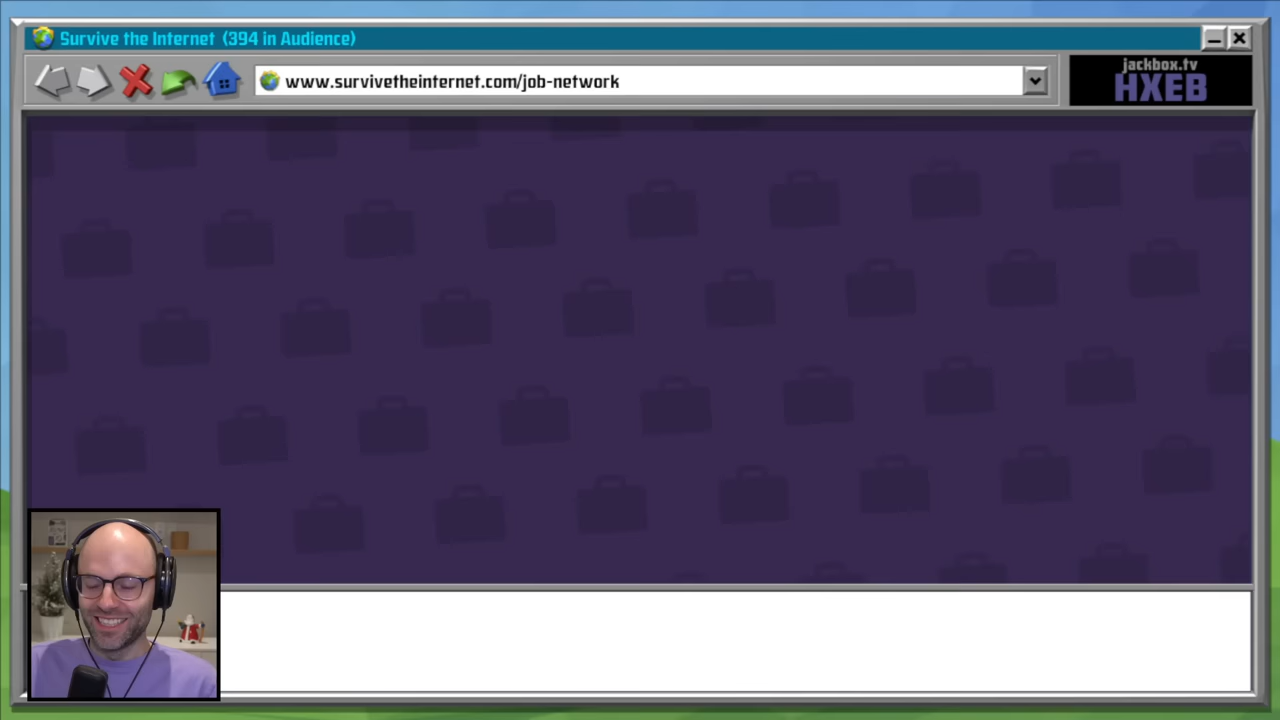 Survive the Internet (394 in Audience)
www.survivetheinternet.com/job-network
jackbox.tv
HXEB